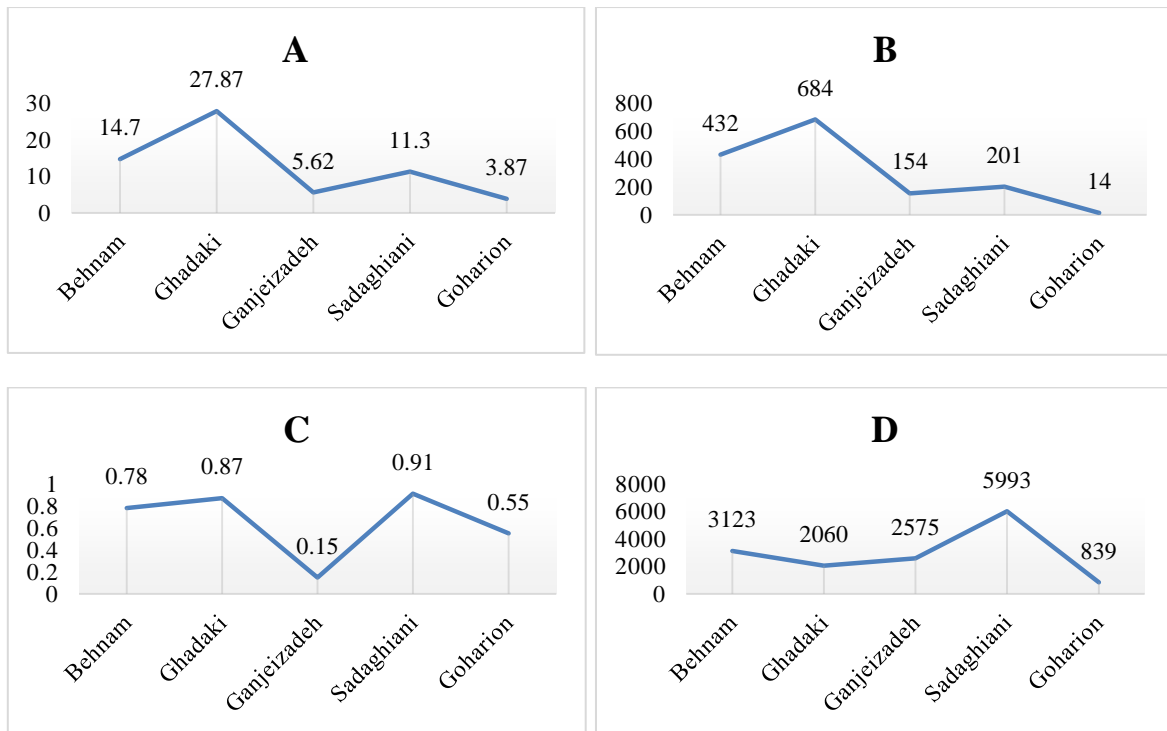 A
30
20
10
0
14.7
27.87
5.62
11.3
3.87
Behnam
Ghadaki
Ganjeizadeh
Sadaghiani
Goharion
B
800
600
400
200
0
432
684
154
201
14
Behnam
Ghadaki
Ganjeizadeh
Sadaghiani
Goharion
C
1
0.8
0.6
0.4
0.2
0
0.78
0.87
0.15
0.91
0.55
Behnam
Ghadaki
Ganjeizadeh
Sadaghiani
Goharion
D
8000
6000
4000
2000
0
3123
2060
2575
5993
839
Behnam
Ghadaki
Ganjeizadeh
Sadaghiani
Goharion